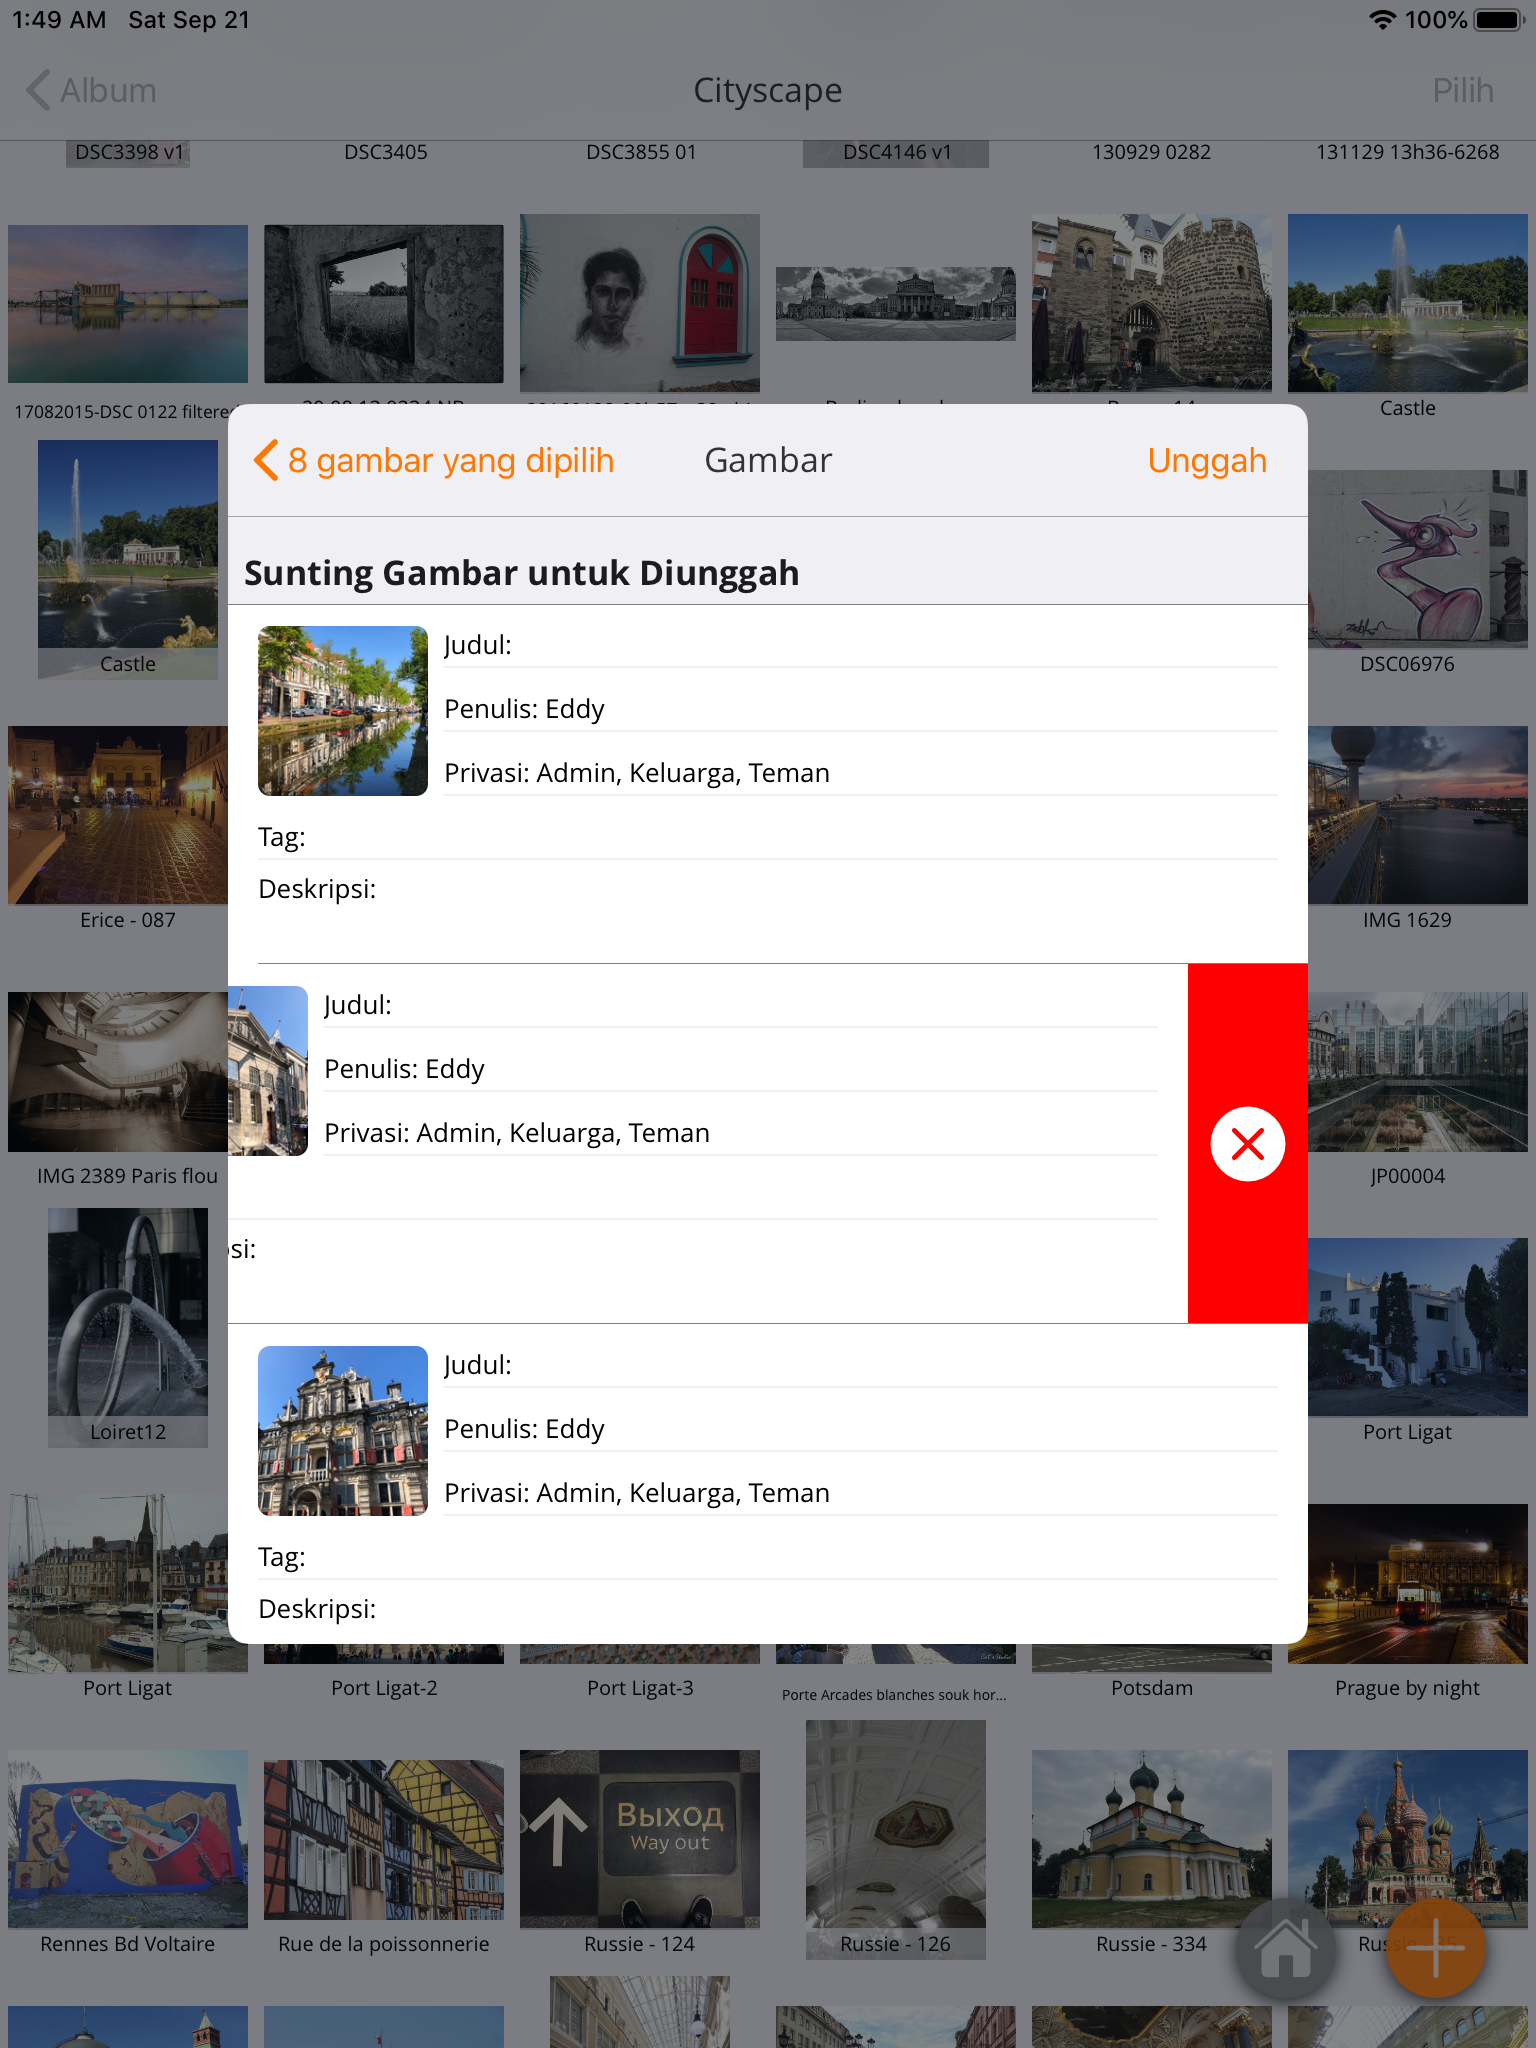 1:49 AM Sat Sep 21 100%
Album Cityscape Pilih
DSC3398 v1 DSC3405 DSC3855 01 DSC4146 v1 130929 0282 131129 13h36-6268
17082015-DSC 0122 filtered Castle
8 gambar yang dipilih Gambar Unggah
Sunting Gambar untuk Diunggah
Judul:
Penulis: Eddy
Privasi: Admin, Keluarga, Teman
Tag:
Deskripsi:
Judul:
Penulis: Eddy
Privasi: Admin, Keluarga, Teman
si:
Judul:
Penulis: Eddy
Privasi: Admin, Keluarga, Teman
Tag:
Deskripsi:
Castle DSC06976
Erice - 087 IMG 1629
IMG 2389 Paris flou JP00004
Loiret12 Port Ligat
Port Ligat Port Ligat-2 Port Ligat-3 Porte Arcades blanches souk hor... Potsdam Prague by night
Выход
Way out
Rennes Bd Voltaire Rue de la poissonnerie Russie - 124 Russie - 126 Russie - 334